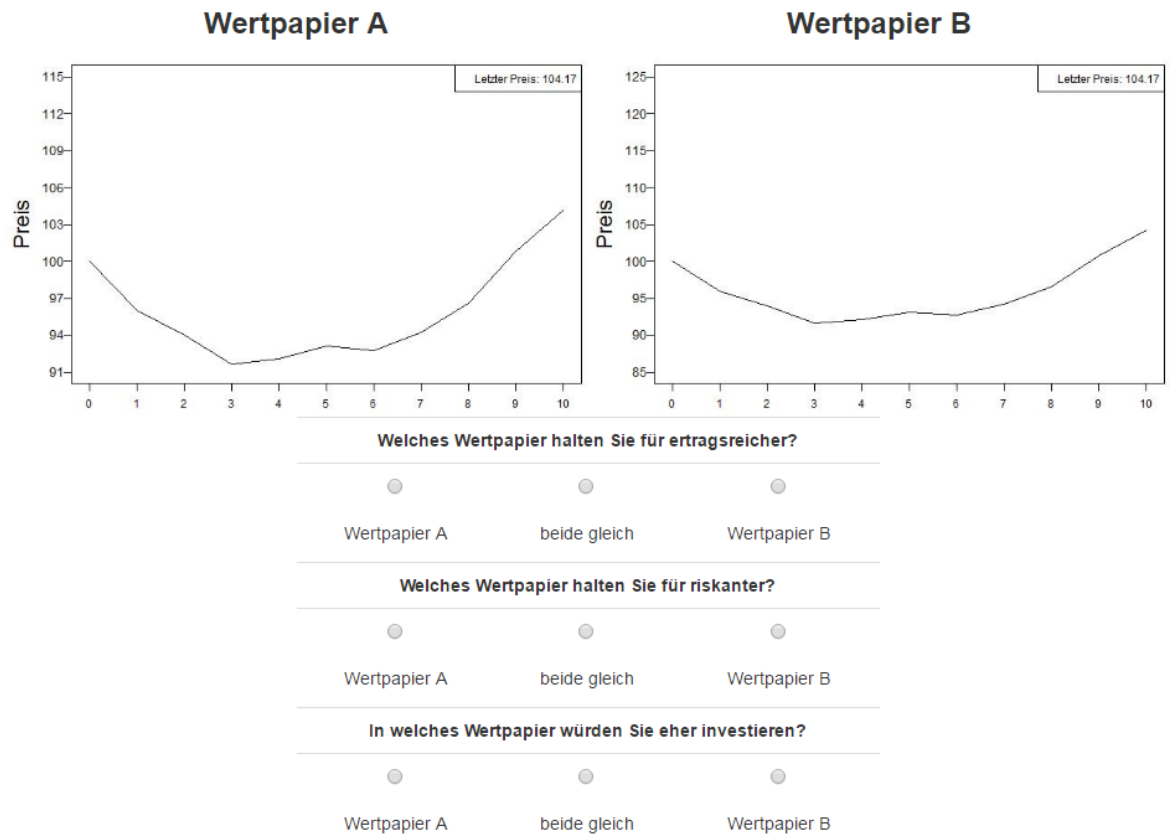 Wertpapier A
Letzter Preis: 104.17
Preis
115
112
109
106
103
100
97
94
91
0 1 2 3 4 5 6 7 8 9 10
Wertpapier B
Letzter Preis: 104.17
Preis
125
120
115
110
105
100
95
90
85
0 1 2 3 4 5 6 7 8 9 10
Welches Wertpapier halten Sie für ertragsreicher?
Wertpapier A beide gleich Wertpapier B
Welches Wertpapier halten Sie für riskanter?
Wertpapier A beide gleich Wertpapier B
In welches Wertpapier würden Sie eher investieren?
Wertpapier A beide gleich Wertpapier B